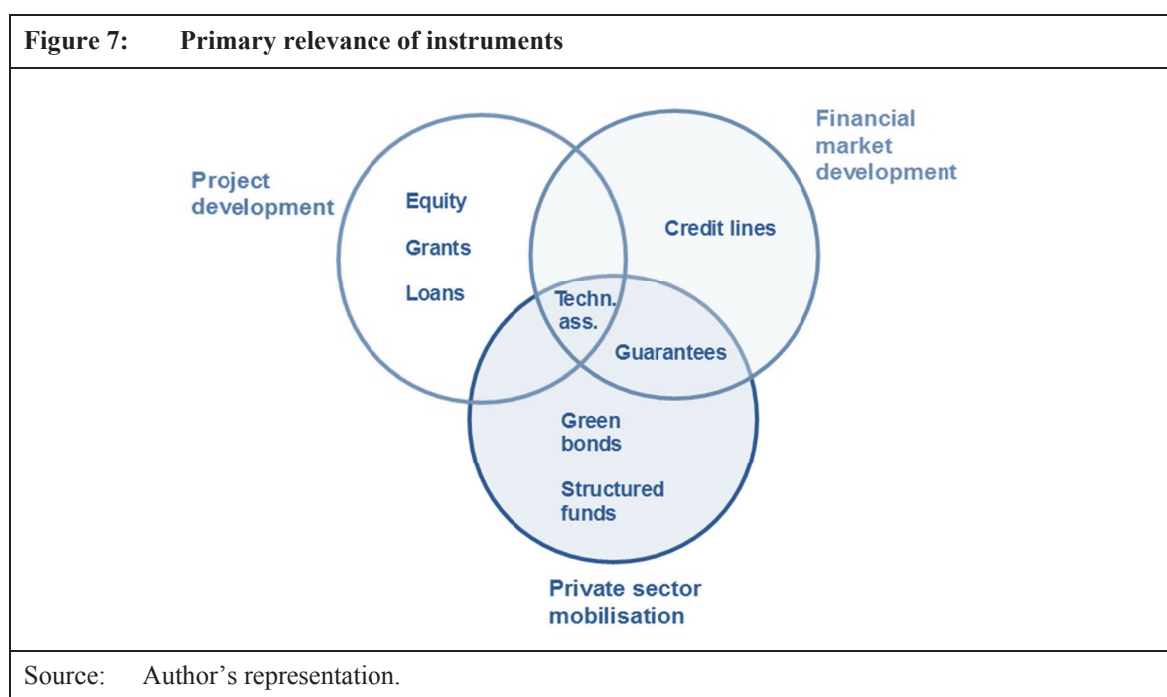 Figure 7: Primary relevance of instruments
Project
development
Financial
market
development
Equity
Grants
Loans
Credit lines
Techn.
ass.
Guarantees
Green
bonds
Structured
funds
Private sector
mobilisation
Source: Author’s representation.